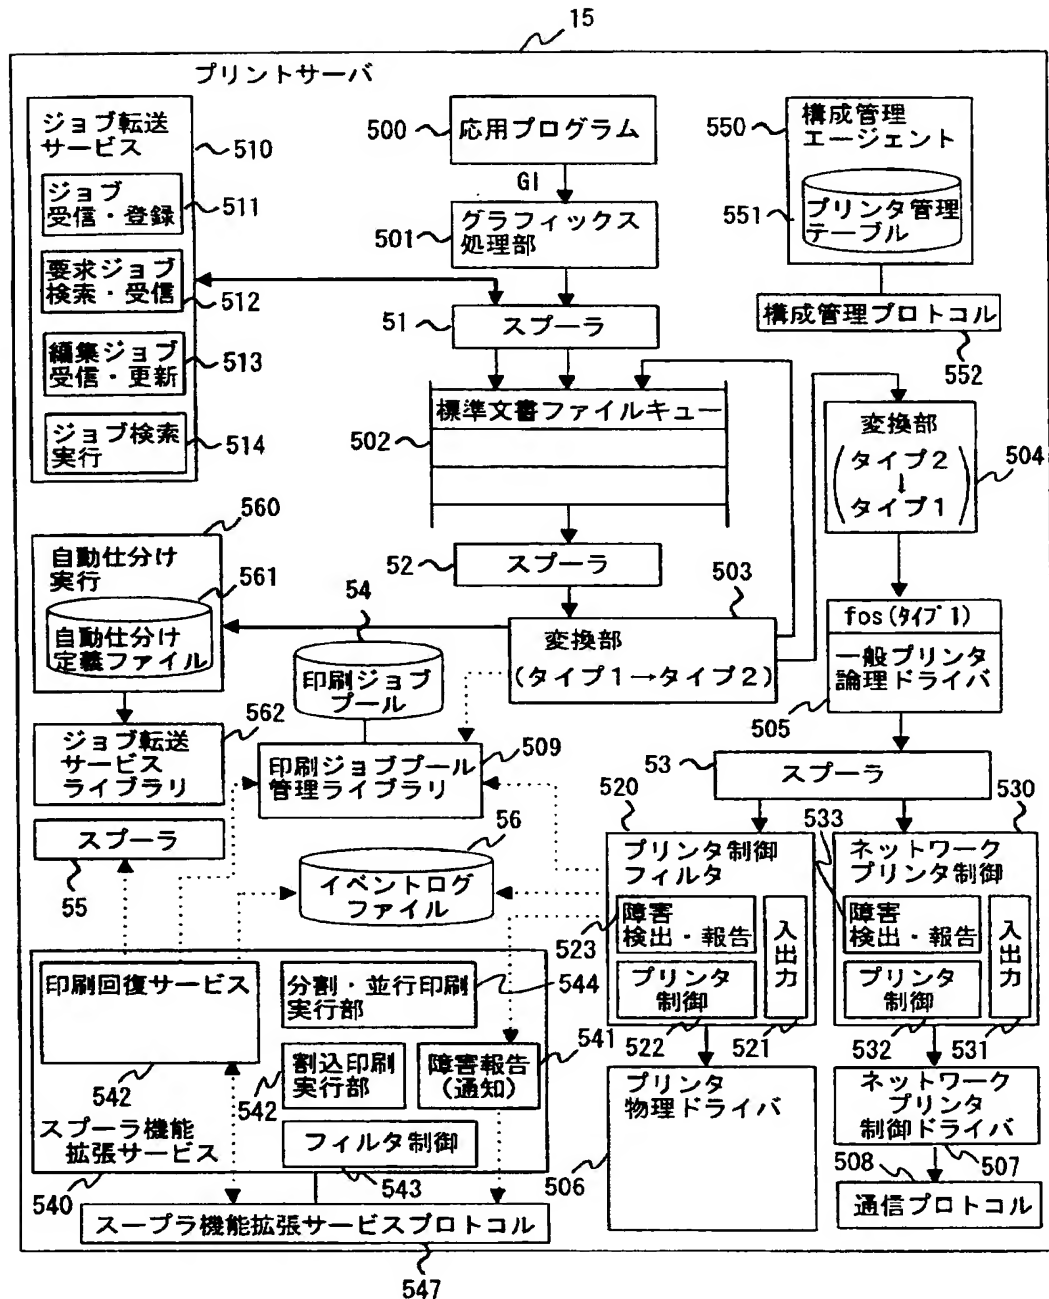 15
プリントサーバ
ジョブ転送
サービス
510
ジョブ
受信・登録
511
要求ジョブ
検索・受信
512
編集ジョブ
受信・更新
513
ジョブ検索
実行
514
500
応用プログラム
GI
501
グラフィックス
処理部
51
スプーラ
標準文書ファイルキュー
502
52
スプーラ
503
変換部
(タイプ1→タイプ2)
550
構成管理
エージェント
551
プリンタ管理
テーブル
構成管理プロトコル
552
変換部
(タイプ2
↓
タイプ1)
504
fos(タイプ1)
一般プリンタ
論理ドライバ
505
560
自動仕分け
実行
561
自動仕分け
定義ファイル
562
ジョブ転送
サービス
ライブラリ
スプーラ
55
54
印刷ジョブ
プール
509
印刷ジョブプール
管理ライブラリ
56
イベントログ
ファイル
53
スプーラ
520
プリンタ制御
フィルタ
障害
検出・報告
523
プリンタ
制御
522
入出力
521
530
533
ネットワーク
プリンタ制御
障害
検出・報告
プリンタ
制御
532
入出力
531
印刷回復サービス
542
分割・並行印刷
実行部
544
割込印刷
実行部
542
障害報告
(通知)
541
フィルタ制御
543
スプーラ機能
拡張サービス
540
スープラ機能拡張サービスプロトコル
547
プリンタ
物理ドライバ
506
ネットワーク
プリンタ
制御ドライバ
507
508
通信プロトコル